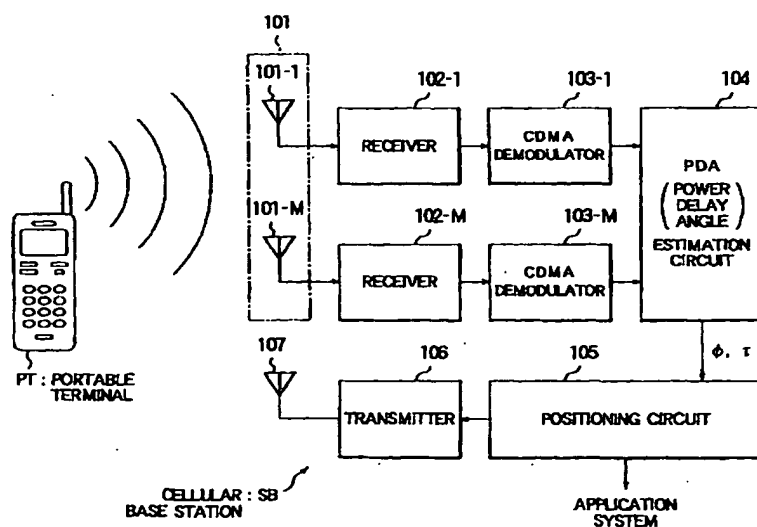 101
101-1
102-1
103-1
104
RECEIVER
CDMA
DEMODULATOR
PDA
(POWER
DELAY
ANGLE)
ESTIMATION
CIRCUIT
101-M
102-M
103-M
RECEIVER
CDMA
DEMODULATOR
PT : PORTABLE
TERMINAL
107
106
105
φ, τ
TRANSMITTER
POSITIONING CIRCUIT
CELLULAR : SB
BASE STATION
APPLICATION
SYSTEM